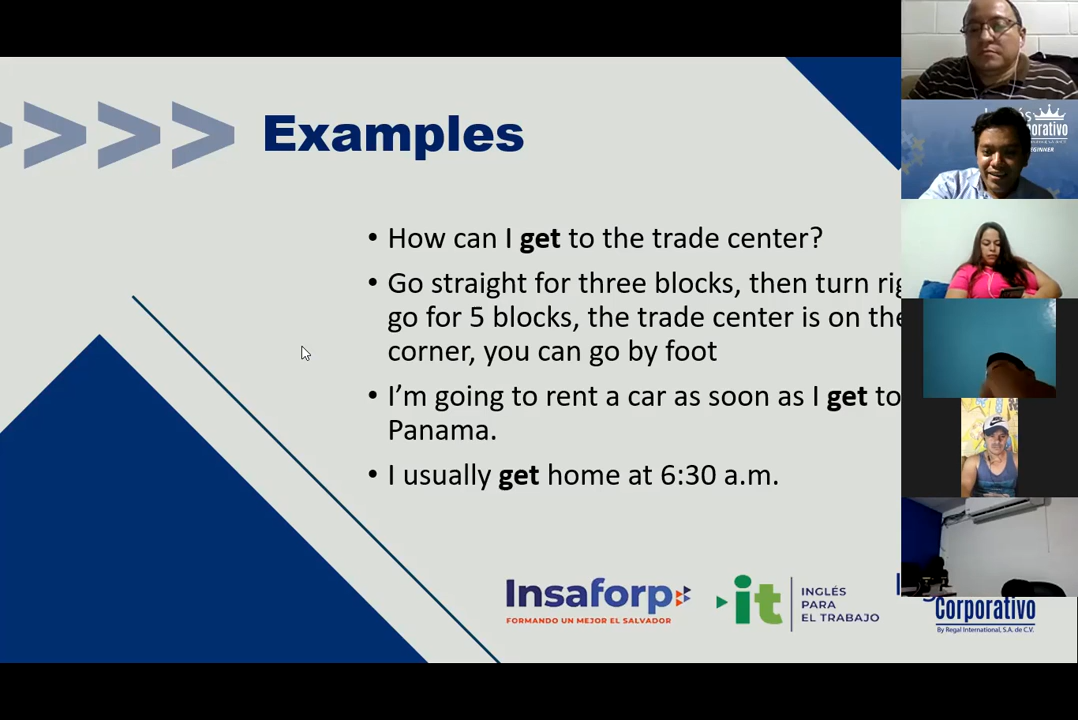 Examples
• How can I get to the trade center?
• Go straight for three blocks, then turn
go for 5 blocks, the trade center is on
corner, you can go by foot
• I'm going to rent a car as soon as I get to
Panama.
• I usually get home at 6:30 a.m.
Insaforp
FORMANDO UN MEJOR EL SALVADOR
it
INGLÉS
PARA
EL TRABAJO
Corporativo
By Regal International, S.A. de C.V.